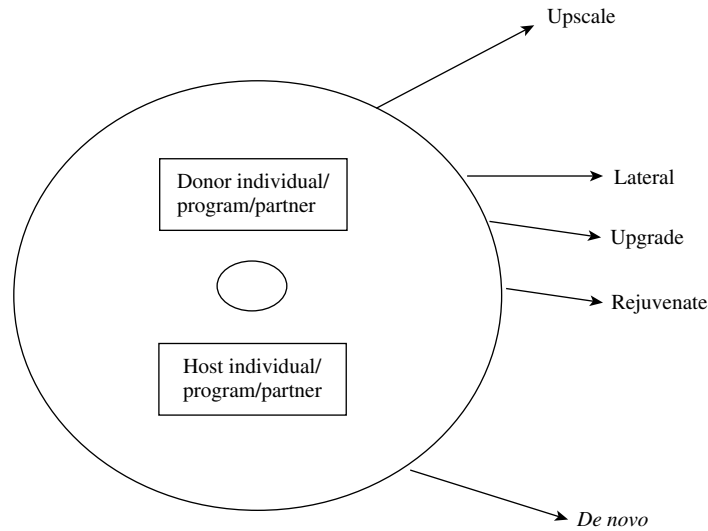 Upscale
Donor individual/
program/partner
Lateral
Upgrade
Rejuvenate
Host individual/
program/partner
De novo